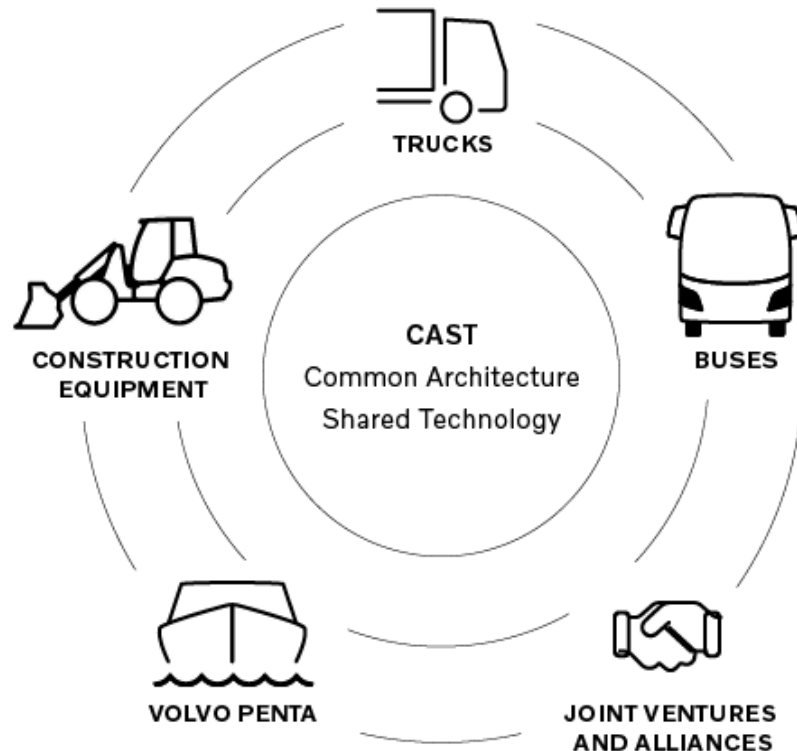 TRUCKS
CONSTRUCTION
EQUIPMENT
CAST
Common Architecture
Shared Technology
BUSES
VOLVO PENTA
JOINT VENTURES
AND ALLIANCES